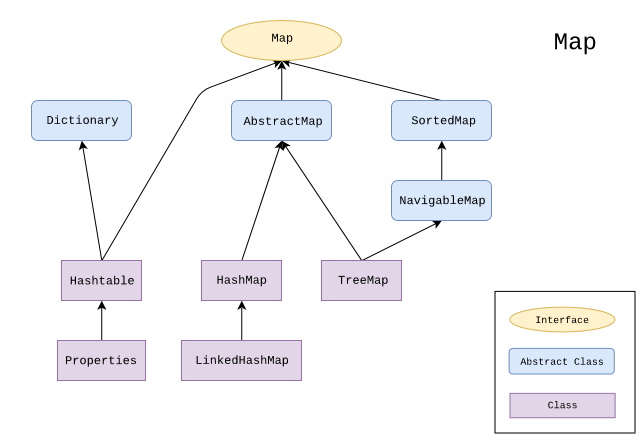 Map
Map
Dictionary
AbstractMap
SortedMap
NavigableMap
Hashtable
HashMap
TreeMap
Properties
LinkedHashMap
Interface
Abstract Class
Class